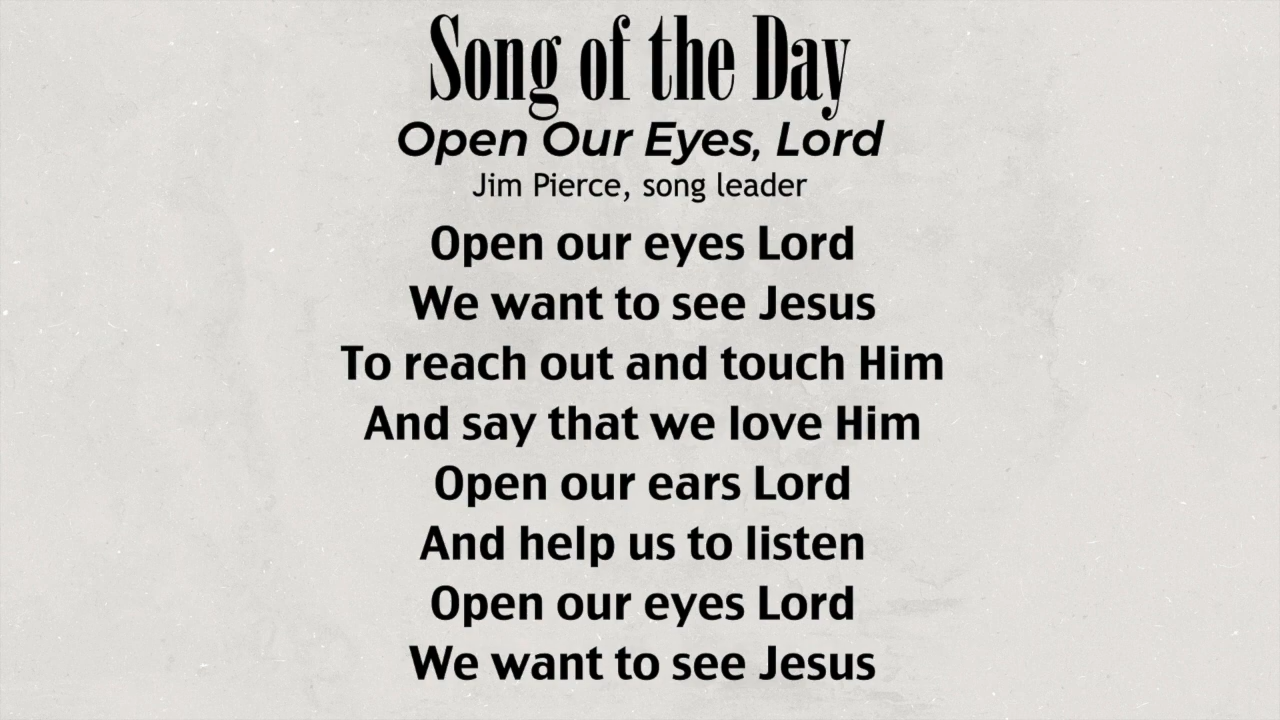 Song of the Day
Open Our Eyes, Lord
Jim Pierce, song leader
Open our eyes Lord
We want to see Jesus
To reach out and touch Him
And say that we love Him
Open our ears Lord
And help us to listen
Open our eyes Lord
We want to see Jesus